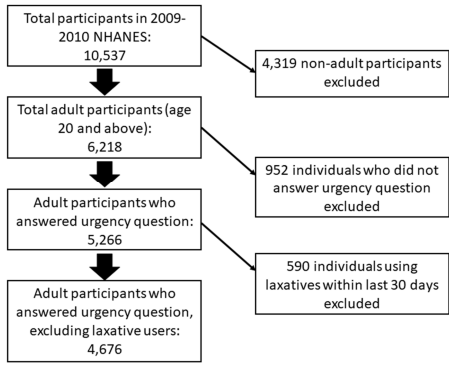 Total participants in 2009-
2010 NHANES:
10,537
4,319 non-adult participants
excluded
Total adult participants (age
20 and above):
6,218
952 individuals who did not
answer urgency question
excluded
Adult participants who
answered urgency question:
5,266
590 individuals using
laxatives within last 30 days
excluded
Adult participants who
answered urgency question,
excluding laxative users:
4,676